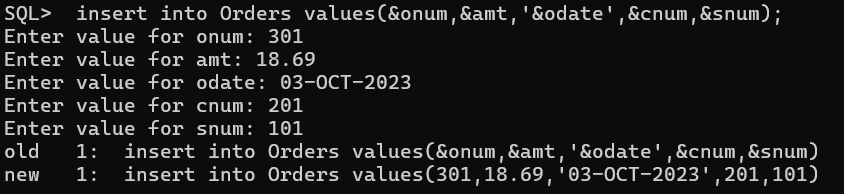 SQL>  insert into Orders values(&onum,&amt,'&odate',&cnum,&snum);
Enter value for onum: 301
Enter value for amt: 18.69
Enter value for odate: 03-OCT-2023
Enter value for cnum: 201
Enter value for snum: 101
old   1:  insert into Orders values(&onum,&amt,'&odate',&cnum,&snum)
new   1:  insert into Orders values(301,18.69,'03-OCT-2023',201,101)